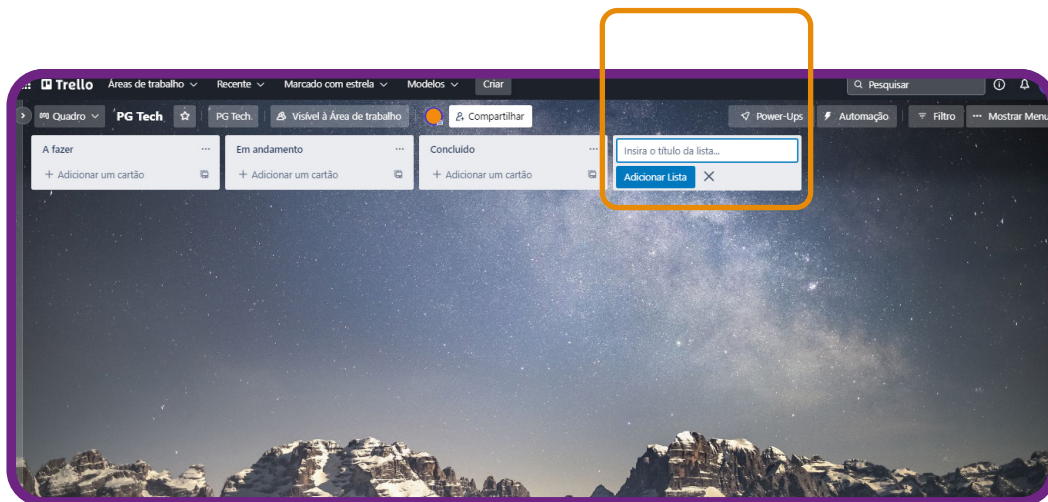 Trello Áreas de trabalho Recente Marcado com estrela Modelos Criar Pesquisar
Quadro PG Tech PG Tech. Visível à Área de trabalho Compartilhar Power-Ups Automação Filtro ··· Mostrar Menu
A fazer ··· Em andamento ··· Concluido ··· Insira o título da lista...
+ Adicionar um cartão + Adicionar um cartão + Adicionar um cartão Adicionar Lista